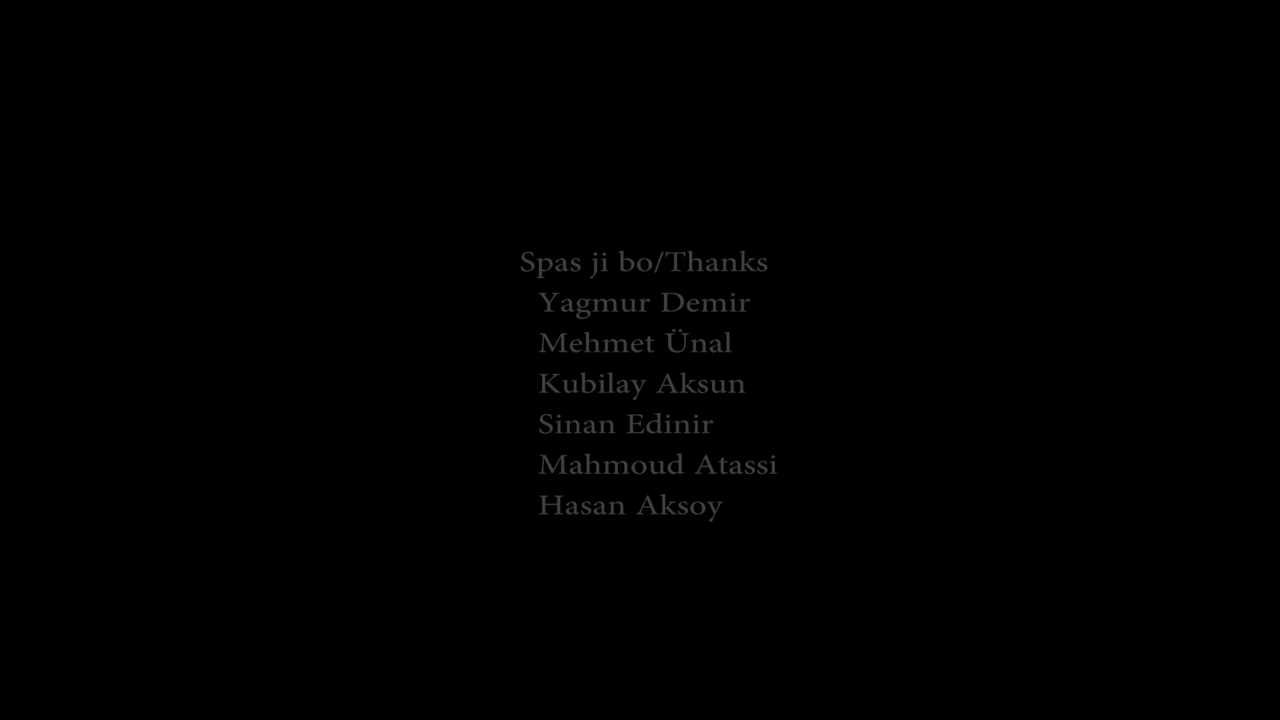 Spas ji bo/Thanks
Yagmur Demir
Mehmet Ünal
Kubilay Aksun
Sinan Edinir
Mahmoud Atassi
Hasan Aksoy